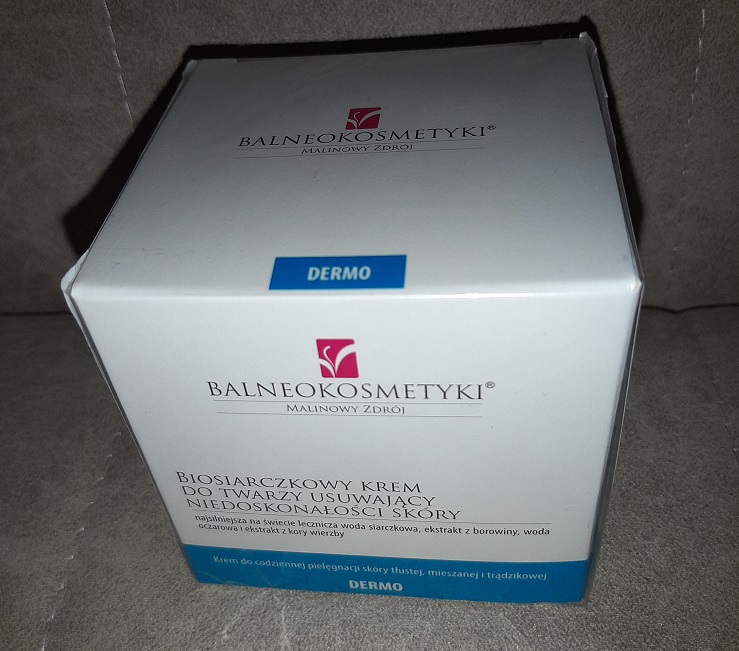 BALNEOKOSMETYKI®
MALINOWY ZDRÓJ
DERMO
BALNEOKOSMETYKI®
MALINOWY ZDRÓJ
BIOSIARCZKOWY KREM
DO TWARZY USUWAJĄCY
NIEDOSKONAŁOŚCI SKÓRY
najsilniejsza na świecie lecznicza woda siarczkowa, ekstrakt z borowiny, woda
oczarowa i ekstrakt z kory wierzby
Krem do codziennej pielęgnacji skóry tłustej, mieszanej i trądzikowej
DERMO